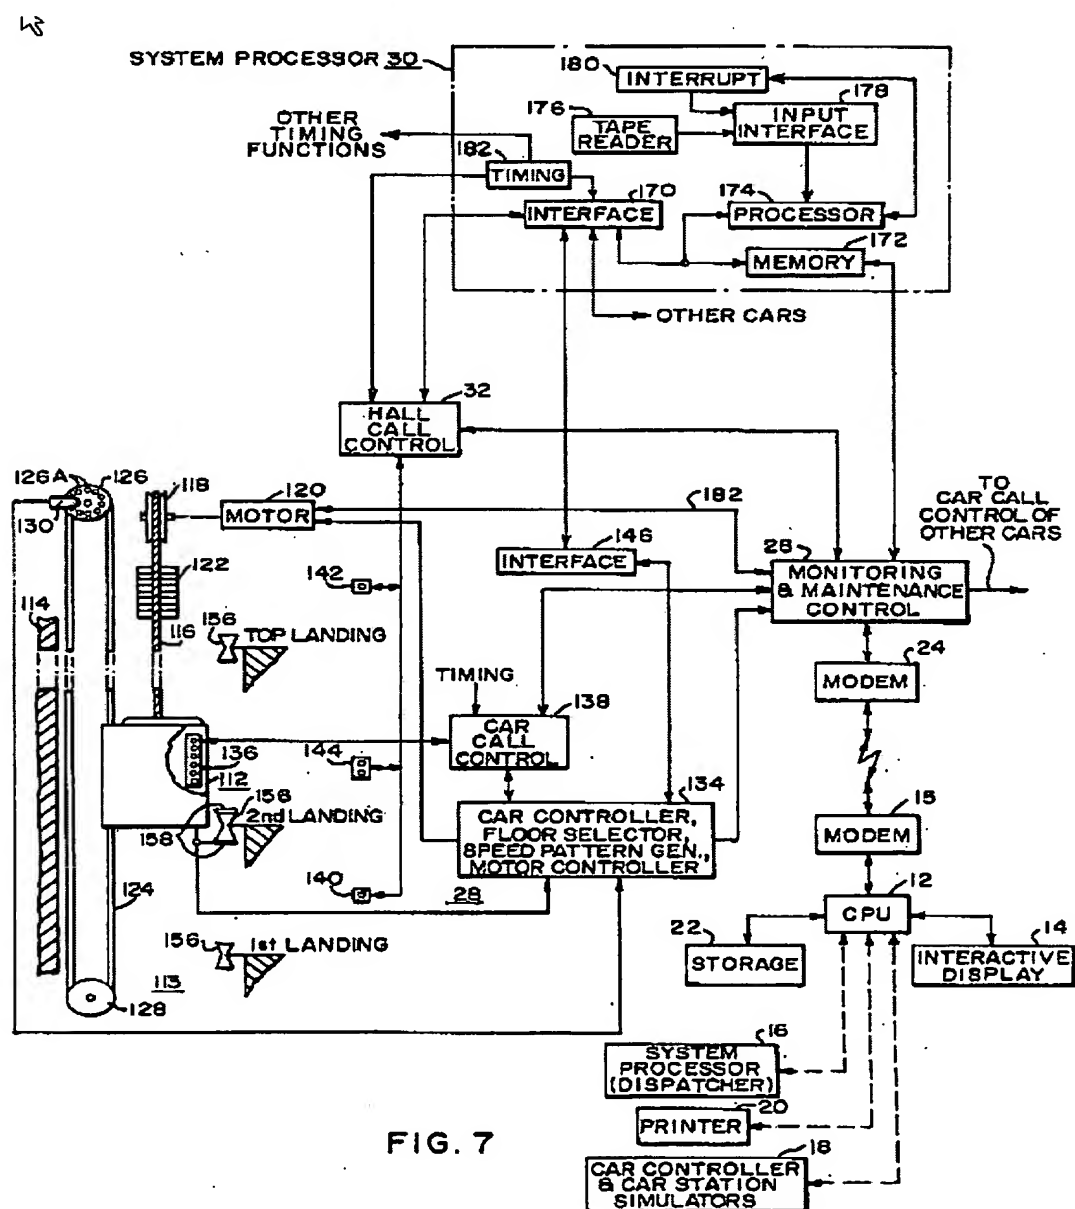 SYSTEM PROCESSOR 30
180
INTERRUPT
178
176
INPUT
INTERFACE
TAPE
READER
OTHER
TIMING
FUNCTIONS
182
TIMING
170
INTERFACE
174
PROCESSOR
172
MEMORY
OTHER CARS
32
HALL
CALL
CONTROL
126A
126
118
130
120
MOTOR
182
TO
CAR CALL
CONTROL OF
OTHER CARS
146
INTERFACE
26
MONITORING
& MAINTENANCE
CONTROL
142
122
114
116
156
TOP LANDING
24
MODEM
TIMING
138
CAR
CALL
CONTROL
136
112
144
156
2nd LANDING
158
134
CAR CONTROLLER,
FLOOR SELECTOR,
SPEED PATTERN GEN.,
MOTOR CONTROLLER
15
MODEM
124
140
28
12
CPU
22
STORAGE
14
INTERACTIVE
DISPLAY
156
1st LANDING
113
128
16
SYSTEM
PROCESSOR
(DISPATCHER)
20
PRINTER
FIG. 7
18
CAR CONTROLLER
& CAR STATION
SIMULATORS